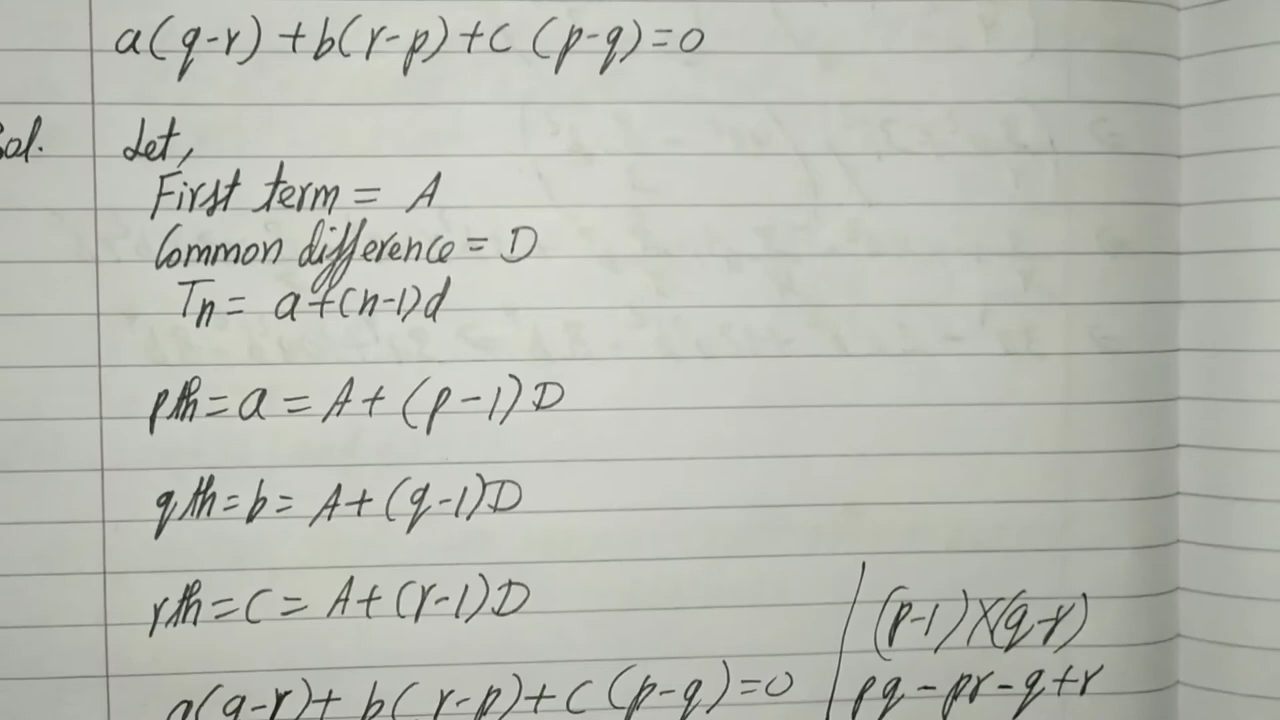 a(q-r) + b(r-p) + c (p-q) = 0
Sol. Let,
First term = A
Common difference = D
Tn = a + (n-1)d
pth = a = A + (p-1)D
qth = b = A + (q-1)D
rth = c = A + (r-1)D
(p-1)×(q-r)
a(q-r) + b(r-p) + c (p-q) = 0
pq - pr - q + r